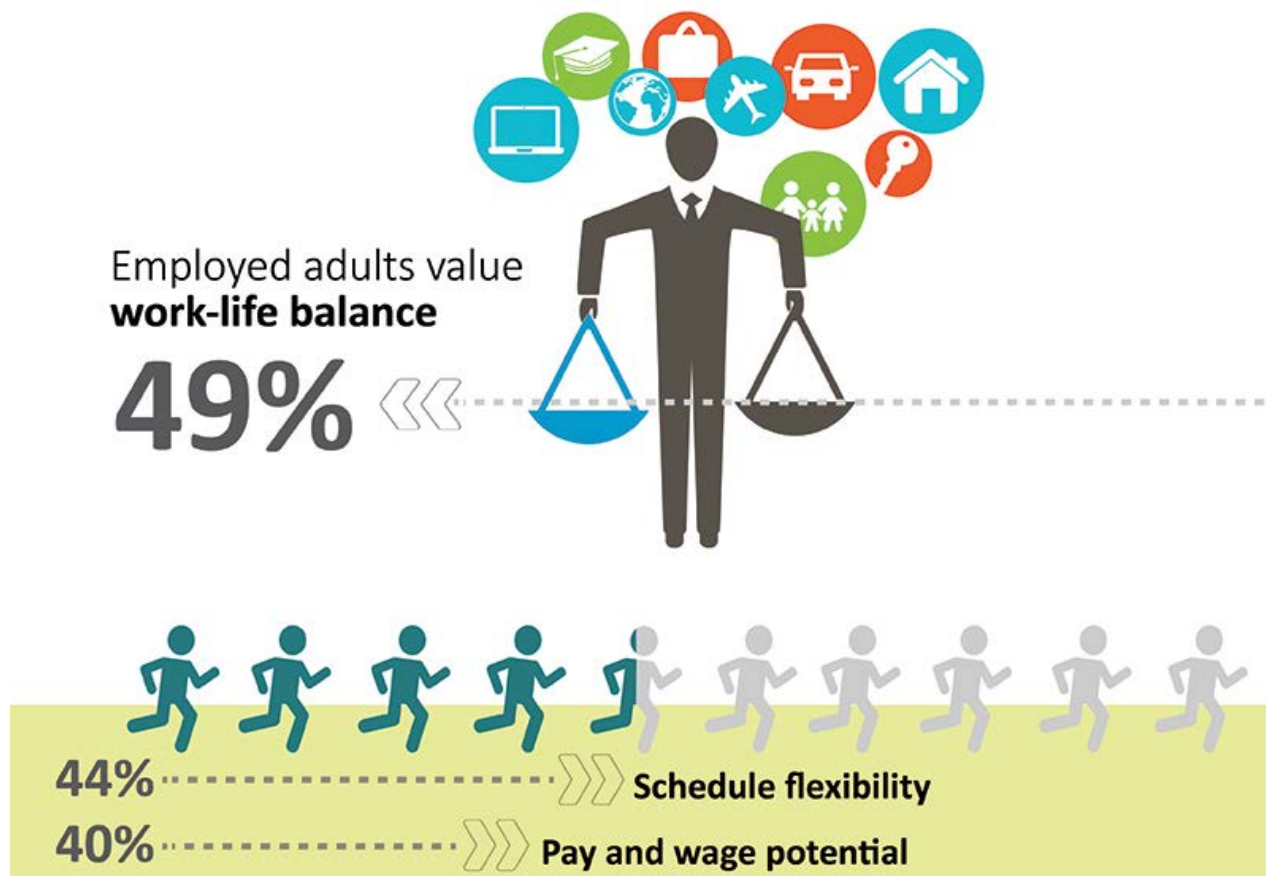 Employed adults value
work-life balance
49%
44% Schedule flexibility
40% Pay and wage potential